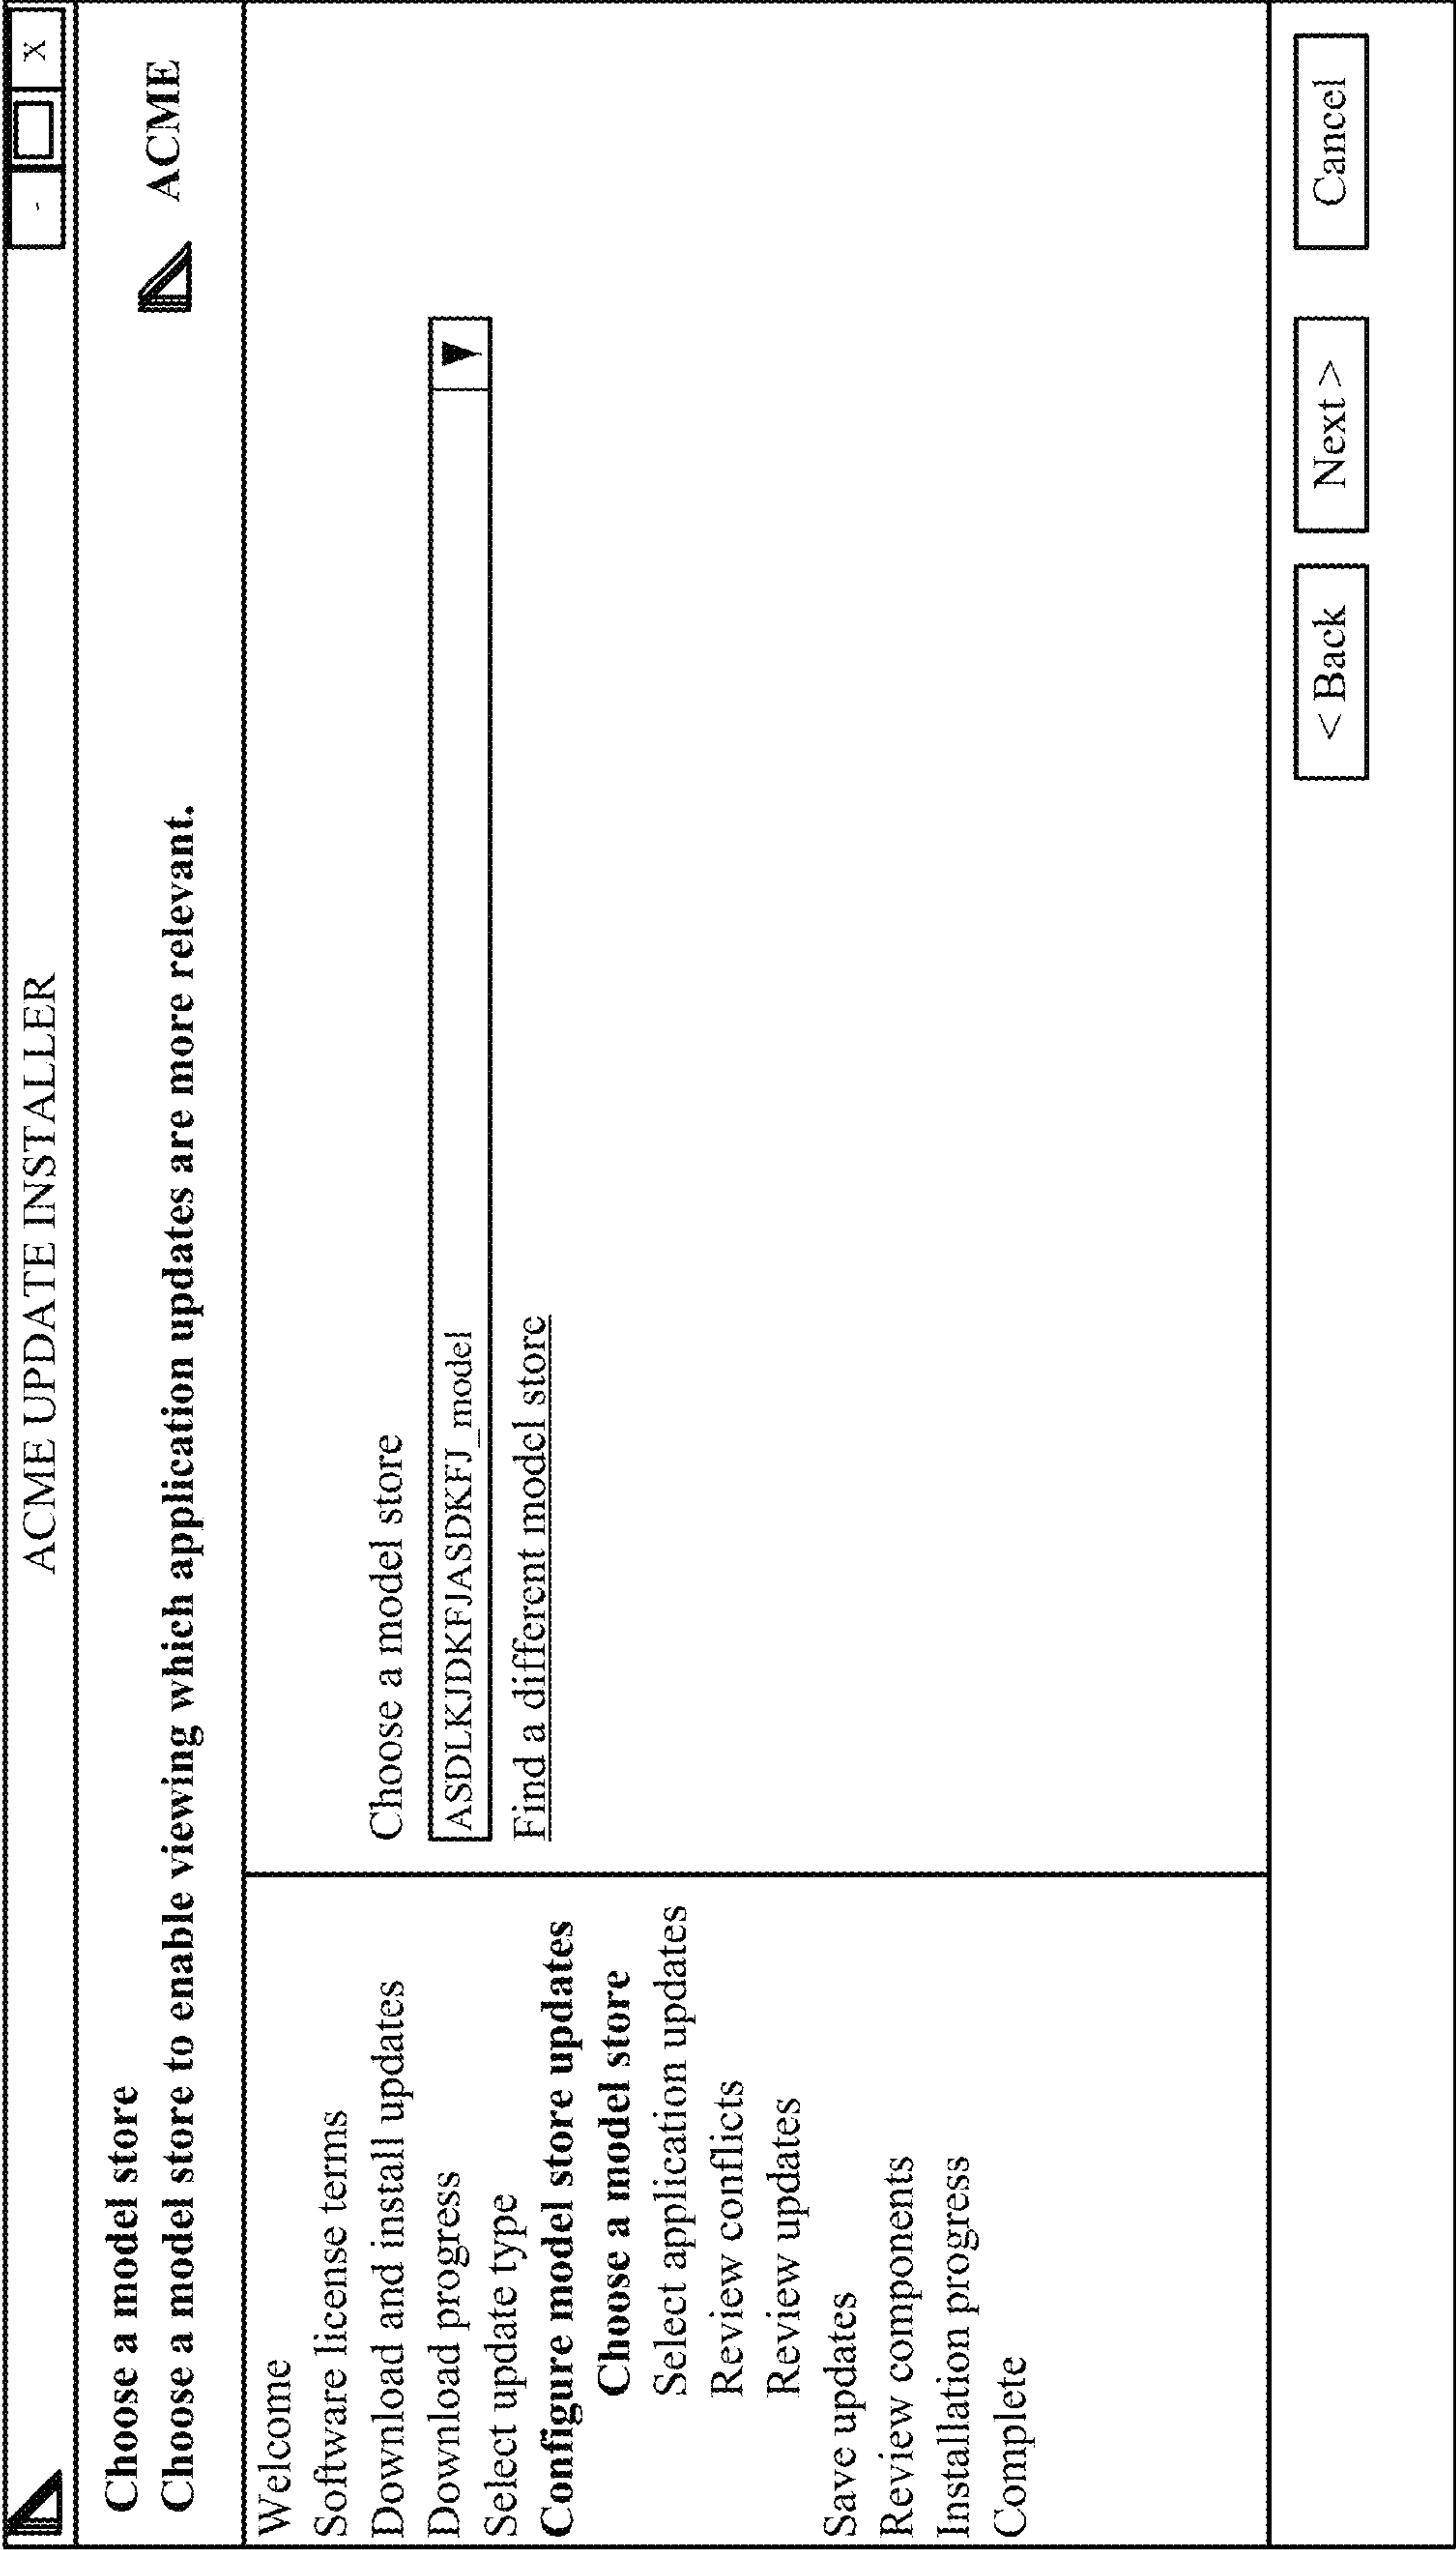 ACME UPDATE INSTALLER
- X
Choose a model store
Choose a model store to enable viewing which application updates are more relevant.
ACME
Welcome
Software license terms
Download and install updates
Download progress
Select update type
Configure model store updates
Choose a model store
Select application updates
Review conflicts
Review updates
Save updates
Review components
Installation progress
Complete
Choose a model store
ASDLKJDKFJASDKFJ_model
Find a different model store
< Back
Next >
Cancel